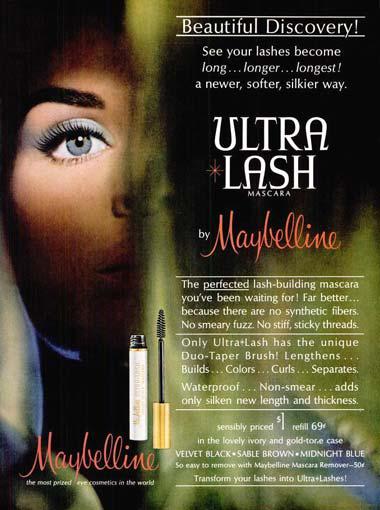 Beautiful Discovery!
See your lashes become
long...longer...longest!
a newer, softer, silkier way.
ULTRA
*LASH
MASCARA
by Maybelline
The perfected lash-building mascara
you've been waiting for! Far better...
because there are no synthetic fibers.
No smeary fuzz. No stiff, sticky threads.
Only Ultra+Lash has the unique
Duo-Taper Brush! Lengthens...
Builds...Colors...Curls...Separates.
Waterproof...Non-smear...adds
only silken new length and thickness.
sensibly priced $1 refill 69¢
in the lovely ivory and gold-tone case
VELVET BLACK•SABLE BROWN•MIDNIGHT BLUE
So easy to remove with Maybelline Mascara Remover—50¢
Transform your lashes into Ultra+Lashes!
Maybelline
the most prized eye cosmetics in the world